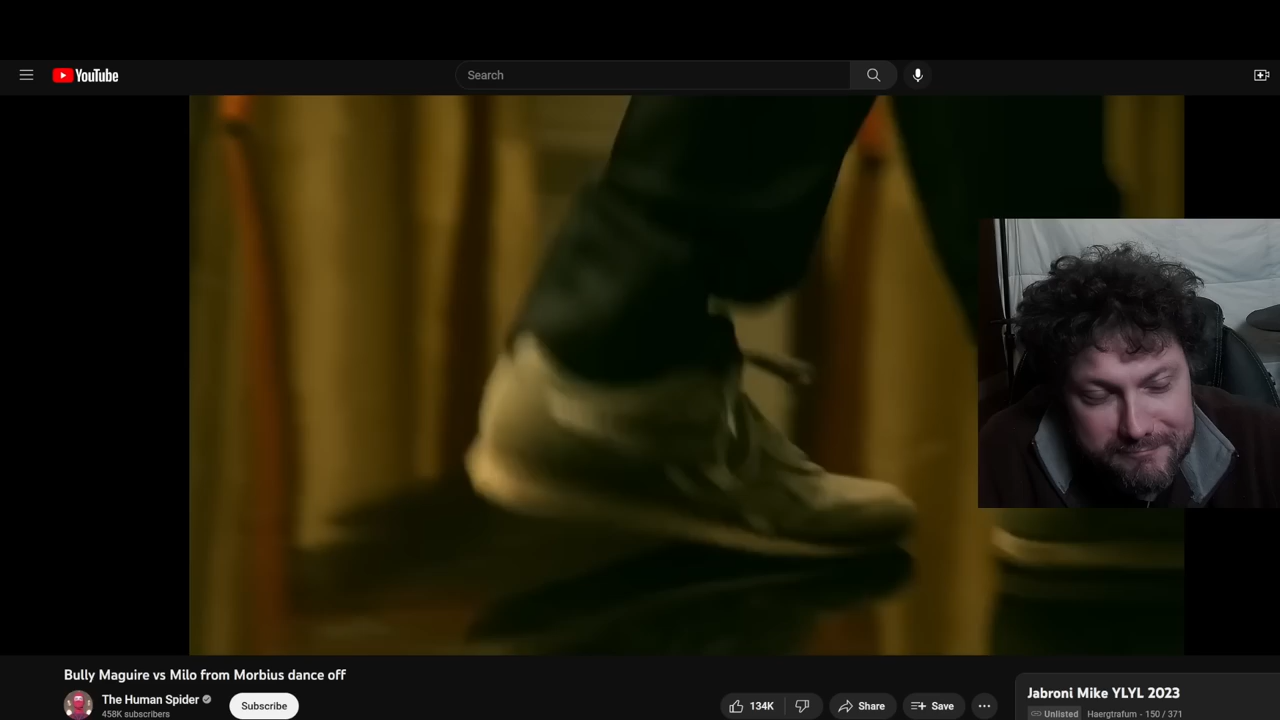 YouTube
Search
Bully Maguire vs Milo from Morbius dance off
The Human Spider
458K subscribers
Subscribe
134K
Share
Save
Jabroni Mike YLYL 2023
Unlisted
Haergtrafum - 150 / 371